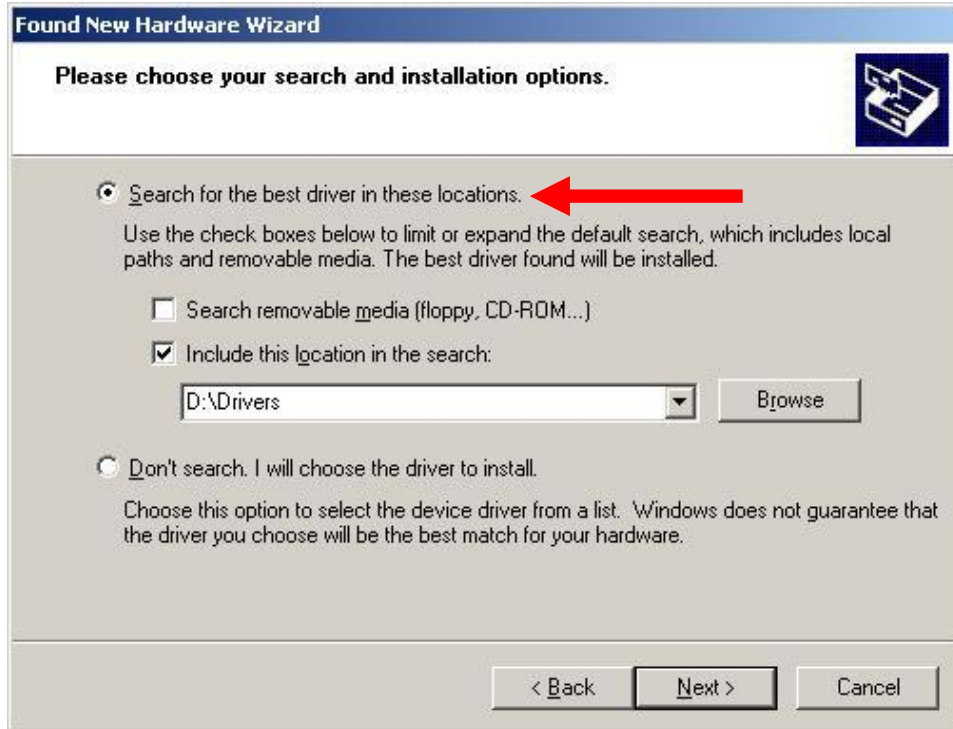 Found New Hardware Wizard
Please choose your search and installation options.
Search for the best driver in these locations.
Use the check boxes below to limit or expand the default search, which includes local
paths and removable media. The best driver found will be installed.
Search removable media (floppy, CD-ROM...)
Include this location in the search:
D:\Drivers
Browse
Don't search. I will choose the driver to install.
Choose this option to select the device driver from a list. Windows does not guarantee that
the driver you choose will be the best match for your hardware.
< Back
Next >
Cancel